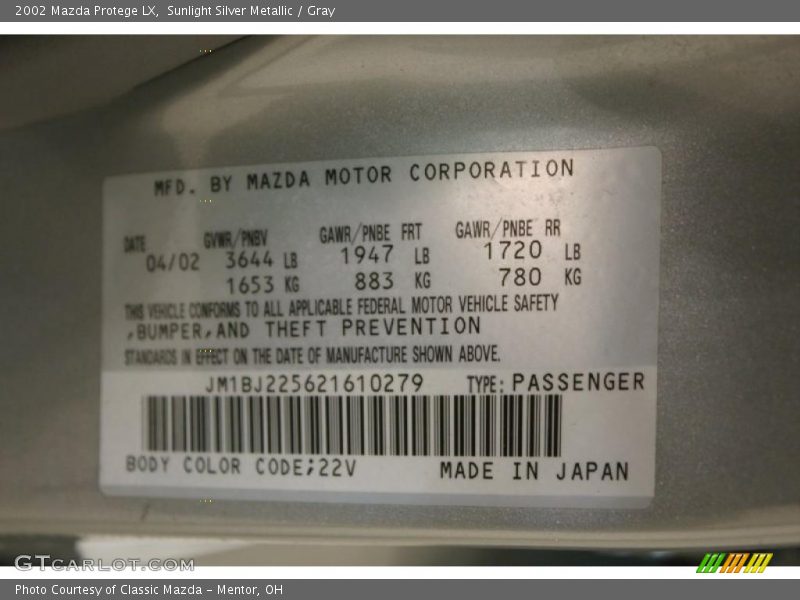 2002 Mazda Protege LX, Sunlight Silver Metallic / Gray
MFD. BY MAZDA MOTOR CORPORATION
DATE GVWR/PNBV GAWR/PNBE FRT GAWR/PNBE RR
04/02 3644 LB 1947 LB 1720 LB
1653 KG 883 KG 780 KG
THIS VEHICLE CONFORMS TO ALL APPLICABLE FEDERAL MOTOR VEHICLE SAFETY
,BUMPER,AND THEFT PREVENTION
STANDARDS IN EFFECT ON THE DATE OF MANUFACTURE SHOWN ABOVE.
JM1BJ225621610279 TYPE: PASSENGER
BODY COLOR CODE;22V MADE IN JAPAN
GTCARLOT.COM
Photo Courtesy of Classic Mazda - Mentor, OH